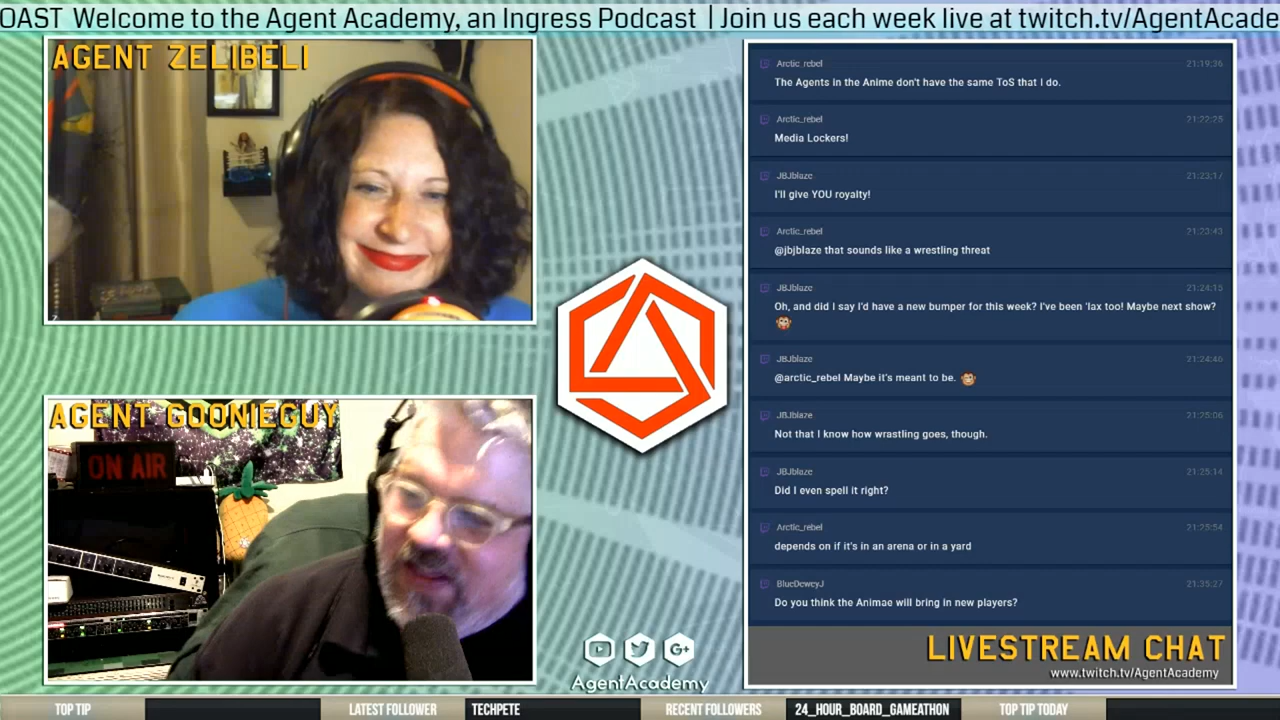 OAST Welcome to the Agent Academy, an Ingress Podcast | Join us each week live at twitch.tv/AgentAcade
AGENT ZELIBELI
AGENT GOONIEGUY
ON AIR
AgentAcademy
Arctic_rebel 21:19:36
The Agents in the Anime don't have the same ToS that I do.
Arctic_rebel 21:22:25
Media Lockers!
JBJblaze 21:23:17
I'll give YOU royalty!
Arctic_rebel 21:23:43
@jbjblaze that sounds like a wrestling threat
JBJblaze 21:24:15
Oh, and did I say I'd have a new bumper for this week? I've been 'lax too! Maybe next show?
JBJblaze 21:24:46
@arctic_rebel Maybe it's meant to be.
JBJblaze 21:25:06
Not that I know how wrastling goes, though.
JBJblaze 21:25:14
Did I even spell it right?
Arctic_rebel 21:25:54
depends on if it's in an arena or in a yard
BlueDeweyJ 21:35:27
Do you think the Animae will bring in new players?
LIVESTREAM CHAT
www.twitch.tv/AgentAcademy
TOP TIP LATEST FOLLOWER TECHPETE RECENT FOLLOWERS 24_HOUR_BOARD_GAMEATHON TOP TIP TODAY